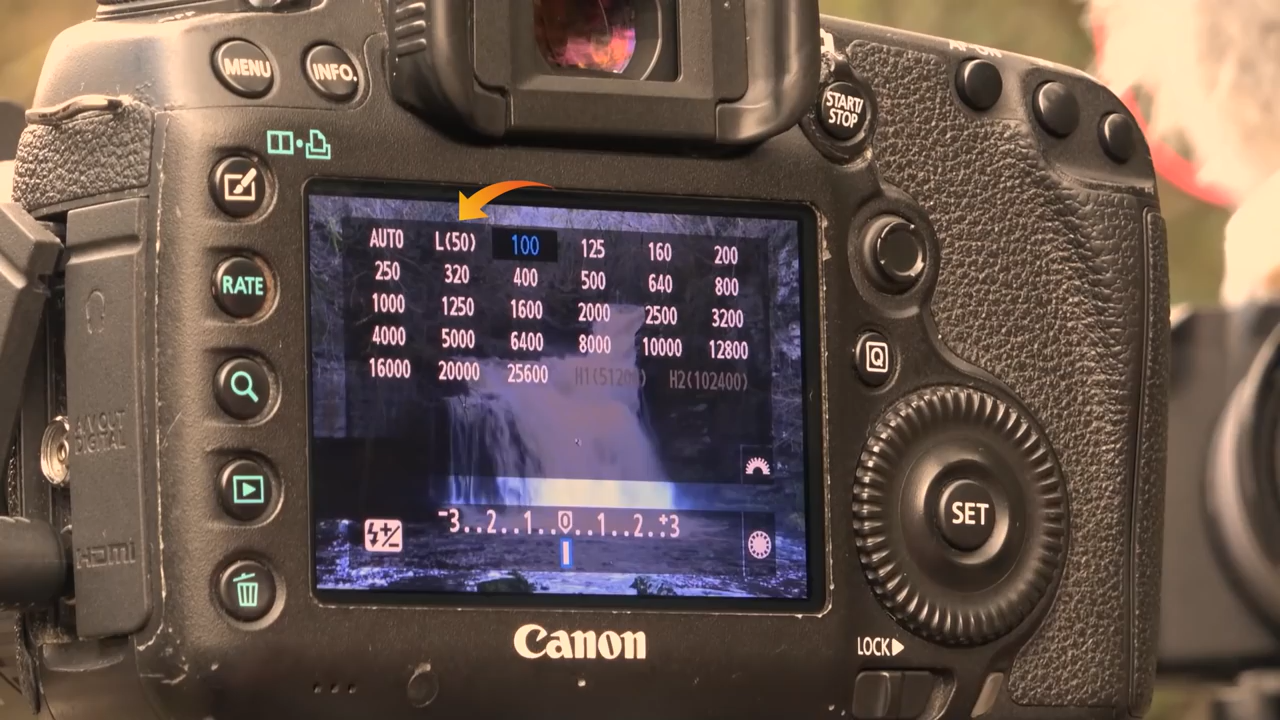 MENU
INFO.
START/
STOP
RATE
AUTO L(50) 100 125 160 200
250 320 400 500 640 800
1000 1250 1600 2000 2500 3200
4000 5000 6400 8000 10000 12800
16000 20000 25600 H1(51200) H2(102400)
Q
A/V OUT
DIGITAL
SET
-3..2..1..0..1..2..+3
HDMI
Canon
LOCK